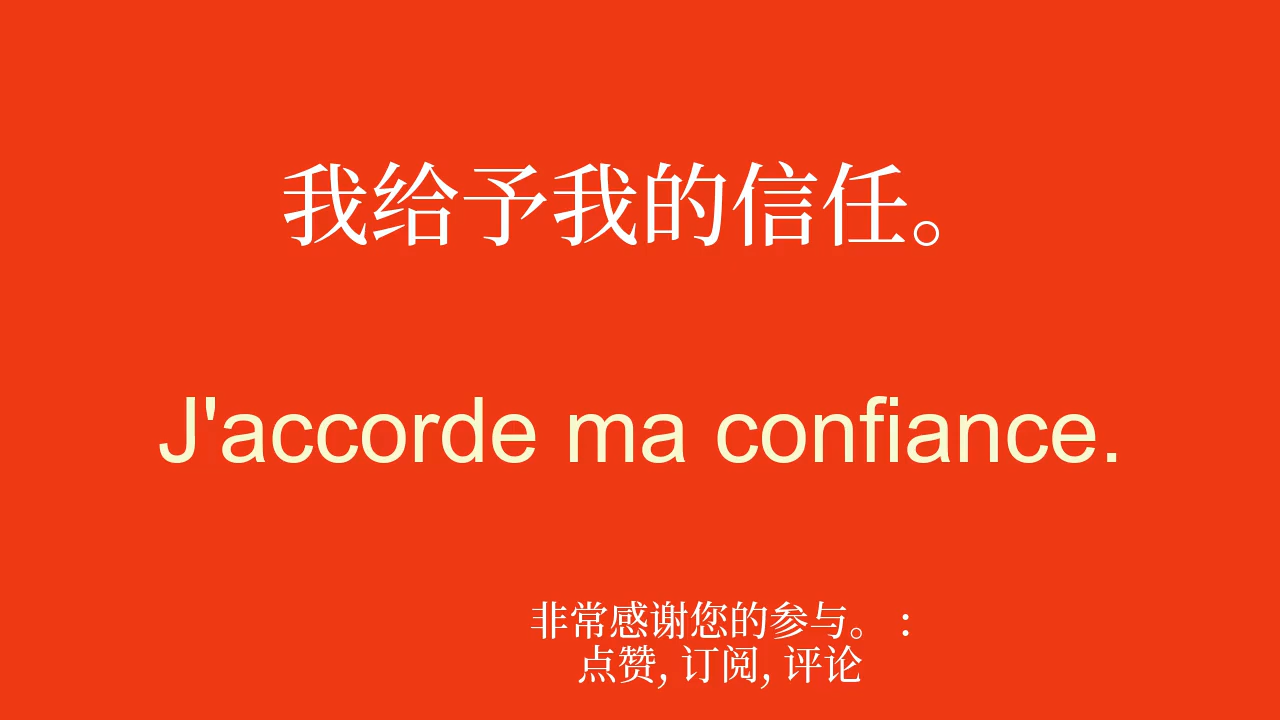 我给予我的信任。
J'accorde ma confiance.
非常感谢您的参与。 :
点赞, 订阅, 评论